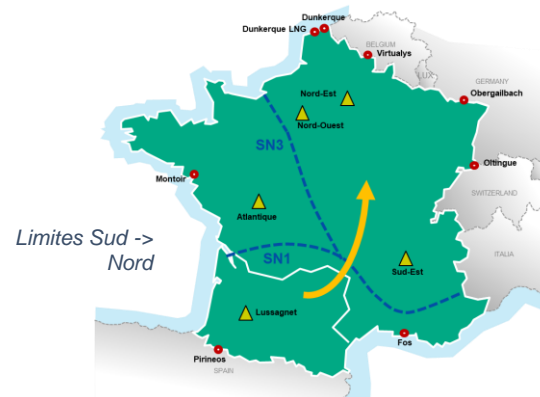 Dunkerque
Dunkerque LNG
BELGIUM
Virtualys
LUX
GERMANY
Nord-Est
Obergailbach
Nord-Ouest
SN3
Oltingue
Montoir
SWITZERLAND
Atlantique
Limites Sud ->
Nord
SN1
ITALIA
Sud-Est
Lussagnet
Fos
Pirineos
SPAIN